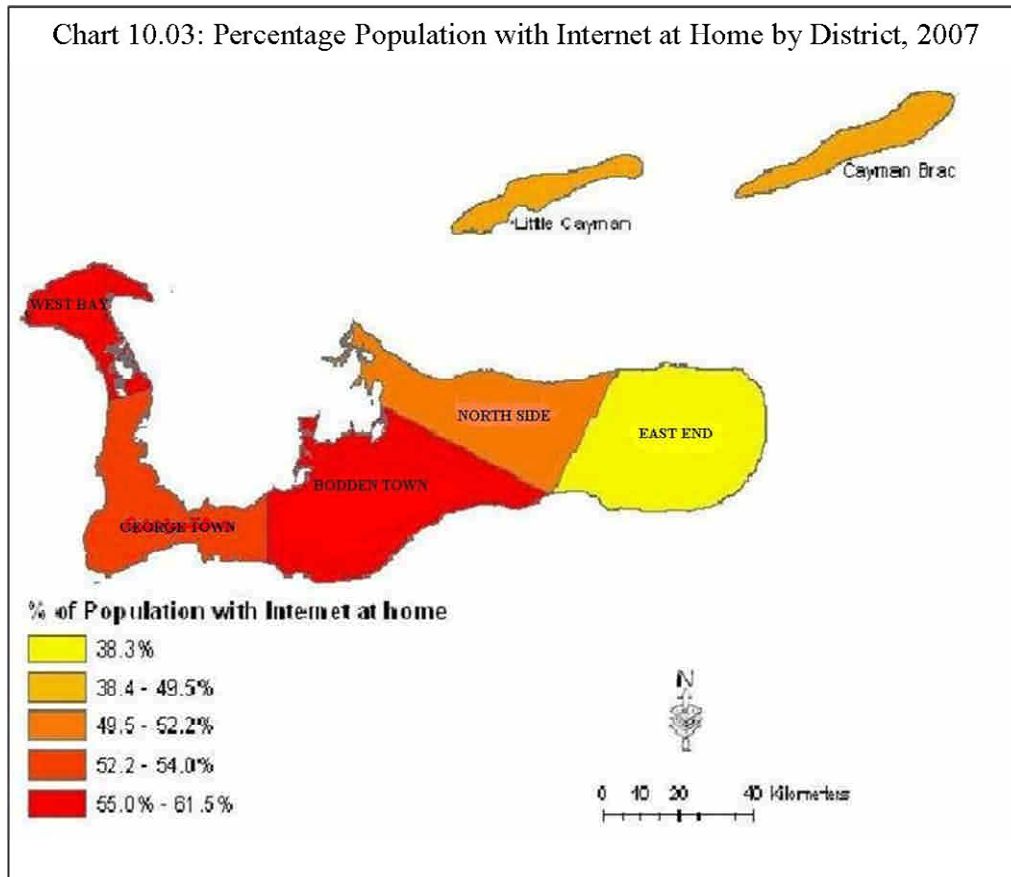 Chart 10.03: Percentage Population with Internet at Home by District, 2007
Cayman Brac
Little Cayman
WEST BAY
NORTH SIDE
EAST END
BODDEN TOWN
GEORGE TOWN
% of Population with Internet at home
38.3%
38.4 - 49.5%
49.5 - 52.2%
52.2 - 54.0%
55.0% - 61.5%
N
0 10 20 40 Kilometers